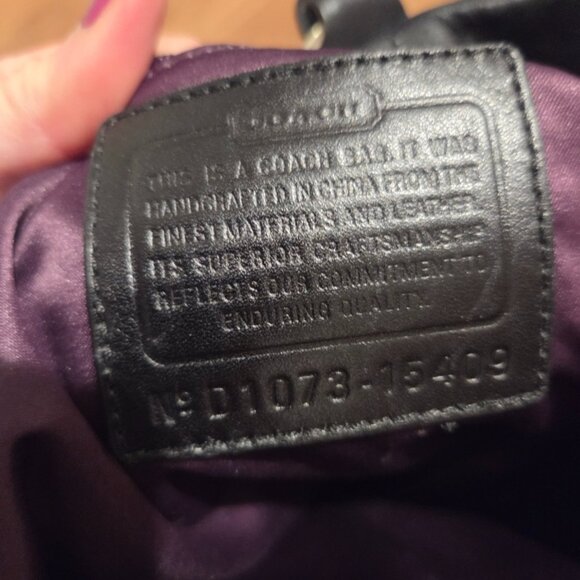 COACH
THIS IS A COACH BAG. IT WAS
HANDCRAFTED IN CHINA FROM THE
FINEST MATERIALS AND LEATHER.
ITS SUPERIOR CRAFTSMANSHIP
REFLECTS OUR COMMITMENT TO
ENDURING QUALITY.
Nº D1073-15409